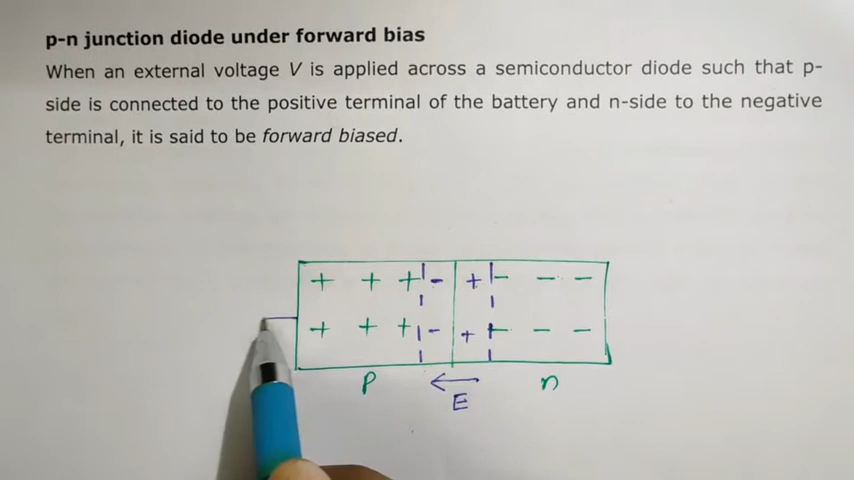 p-n junction diode under forward bias
When an external voltage V is applied across a semiconductor diode such that p-
side is connected to the positive terminal of the battery and n-side to the negative
terminal, it is said to be forward biased.
+ + + - + - - -
+ + + - + - - -
p n
E